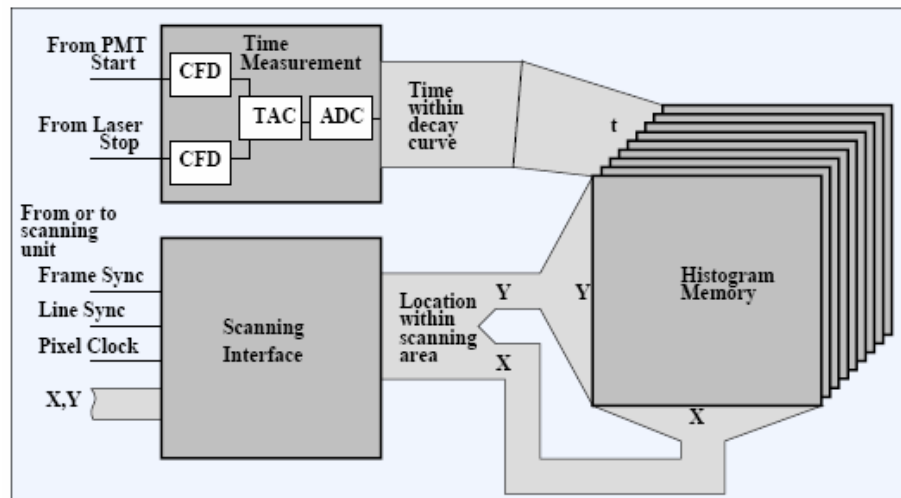 From PMT
Start
Time
Measurement
CFD
TAC
ADC
From Laser
Stop
CFD
Time
within
decay
curve
t
From or to
scanning
unit
Frame Sync
Line Sync
Pixel Clock
X,Y
Scanning
Interface
Location
within
scanning
area
Y
X
Y
Histogram
Memory
X